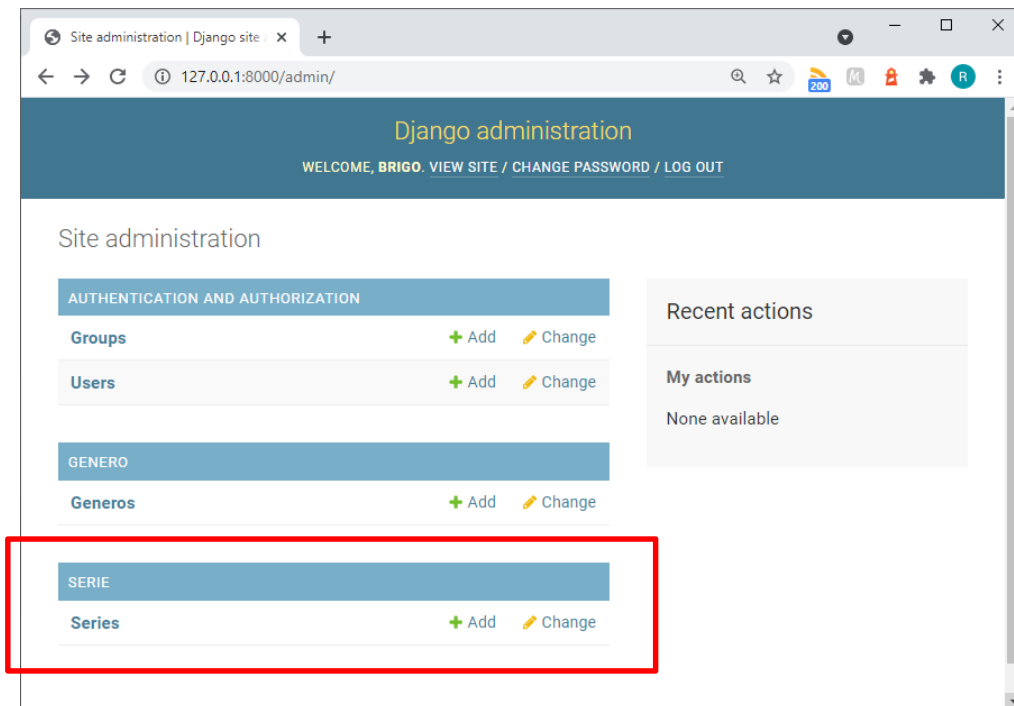 Site administration | Django site a
127.0.0.1:8000/admin/
200
M
R
Django administration
WELCOME, BRIGO. VIEW SITE / CHANGE PASSWORD / LOG OUT
Site administration
AUTHENTICATION AND AUTHORIZATION
Groups Add Change
Users Add Change
GENERO
Generos Add Change
SERIE
Series Add Change
Recent actions
My actions
None available